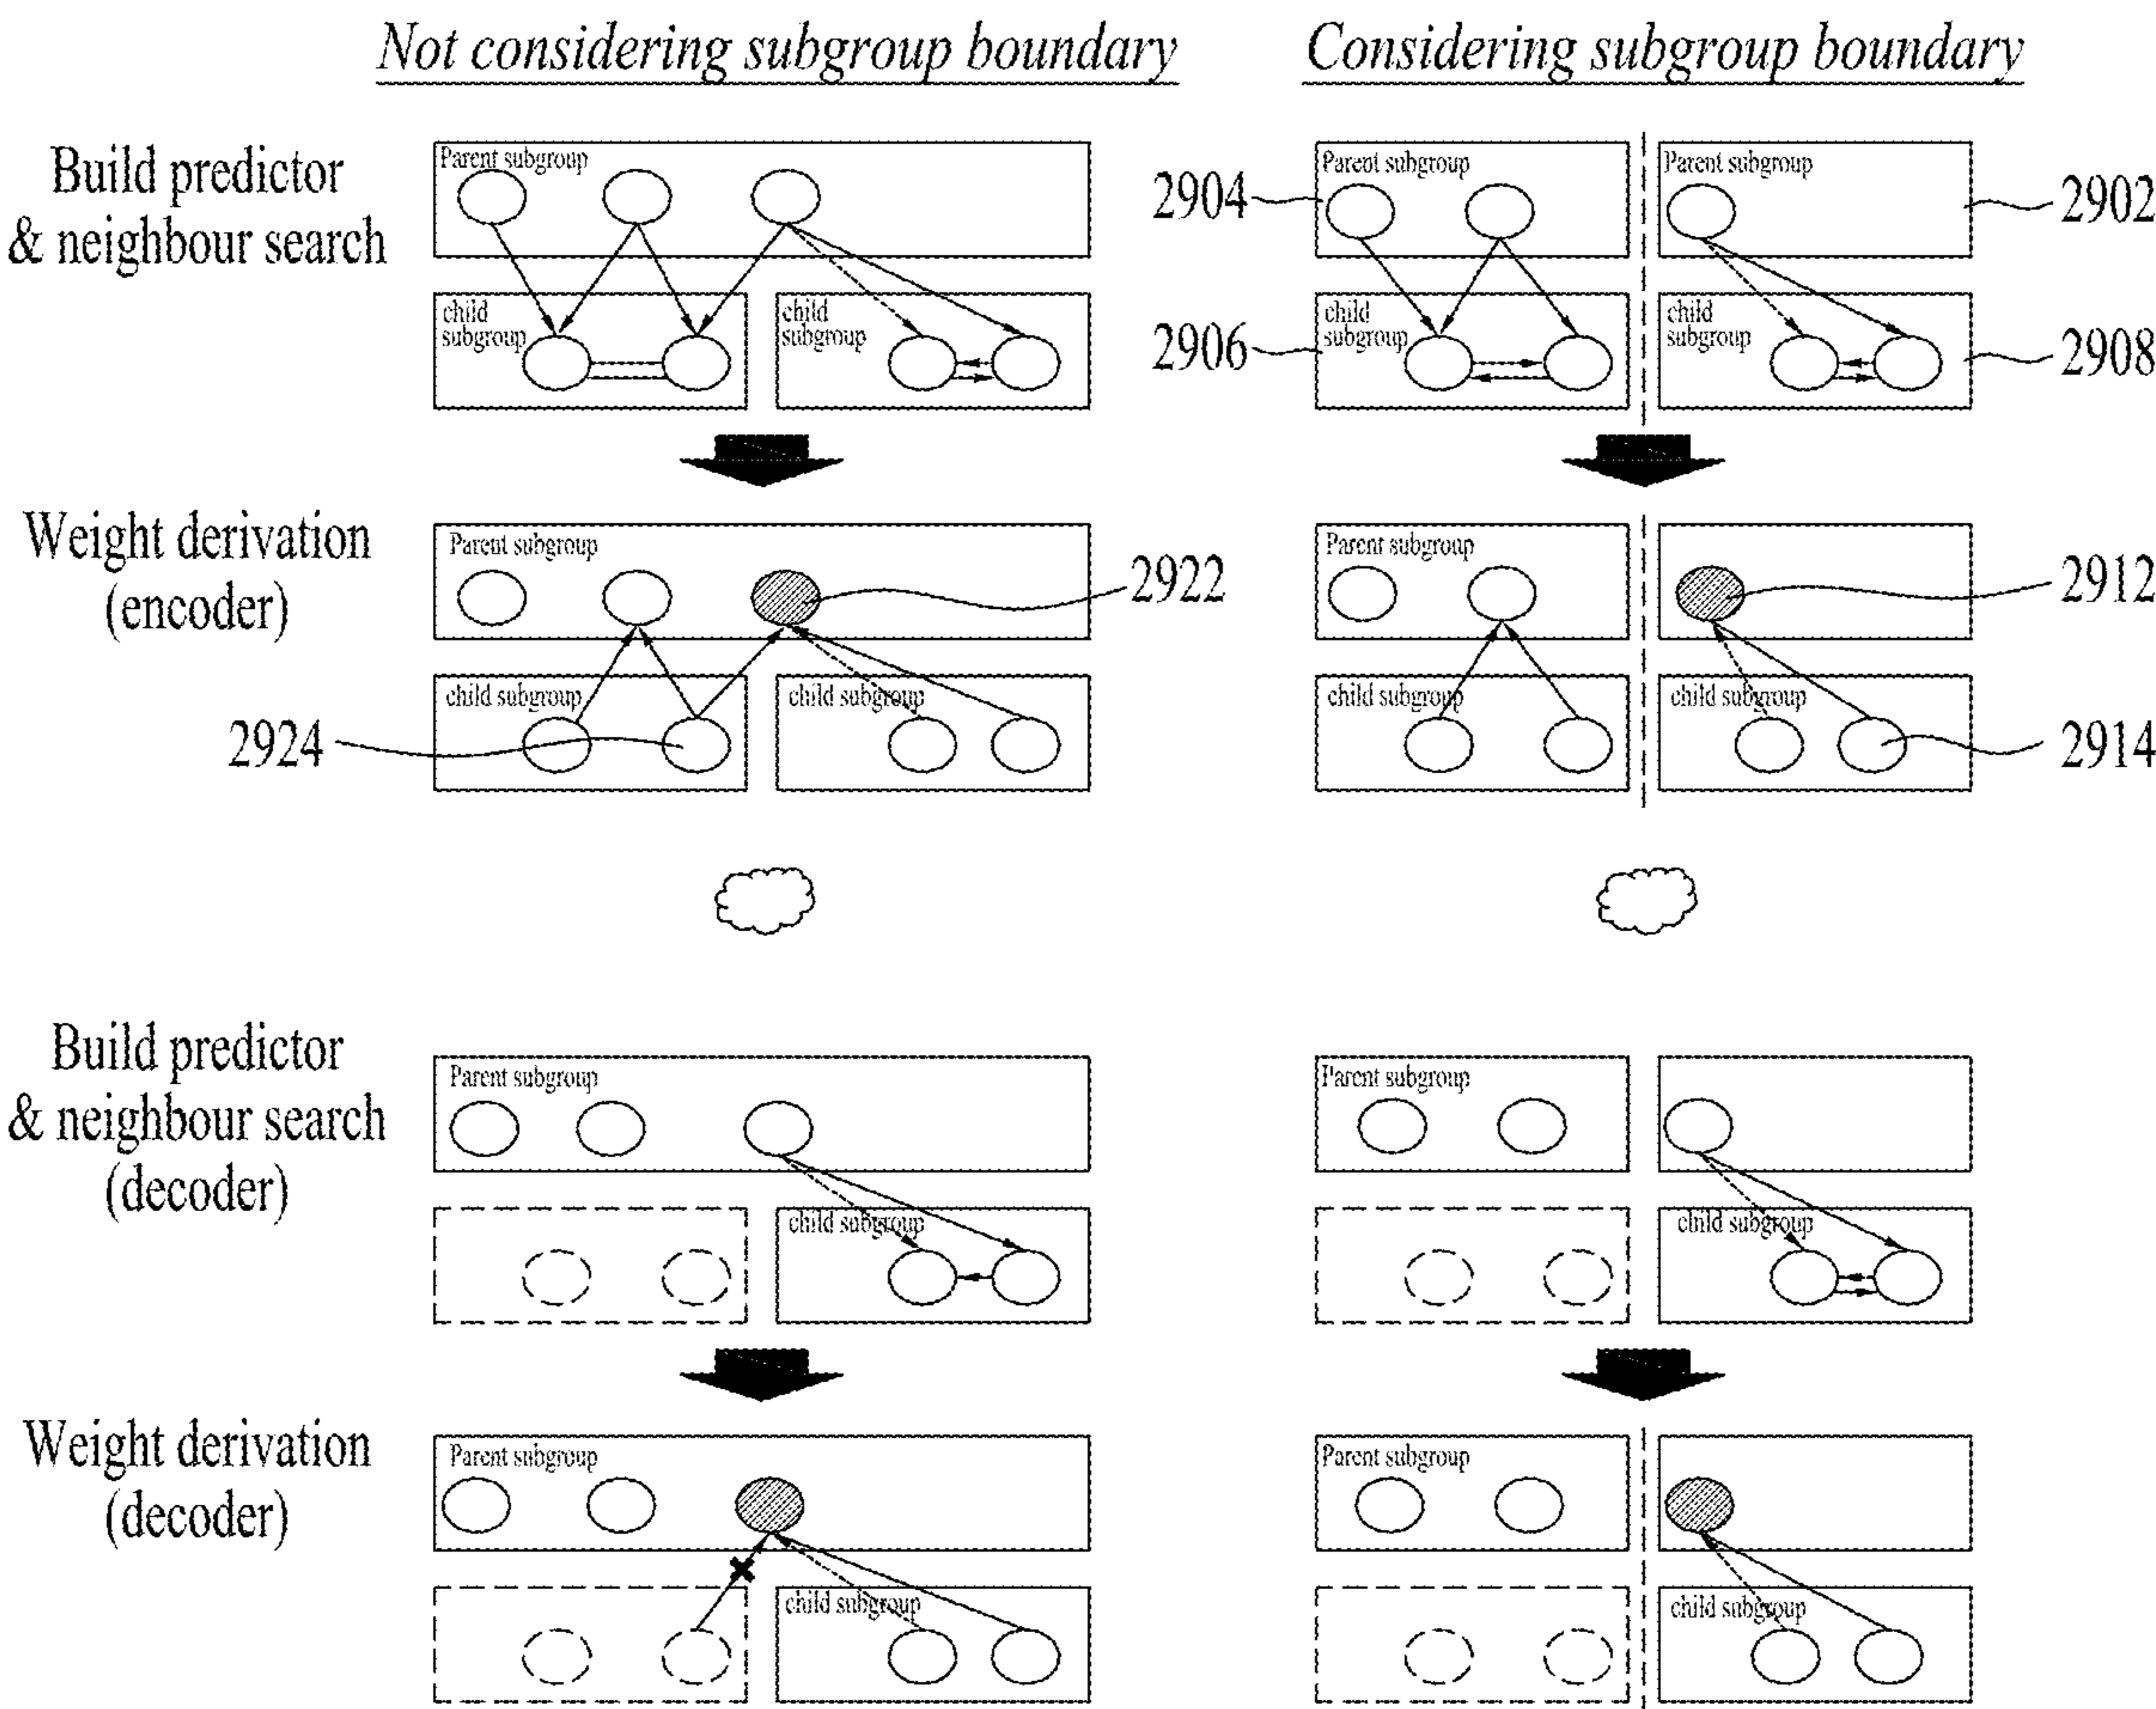 Not considering subgroup boundary
Considering subgroup boundary
Build predictor
& neighbour search
Parent subgroup
2904
Parent subgroup
Parent subgroup
2902
child
subgroup
child
subgroup
2906
child
subgroup
child
subgroup
2908
Weight derivation
(encoder)
Parent subgroup
2922
Parent subgroup
2912
2924
child subgroup
child subgroup
child subgroup
child subgroup
2914
Build predictor
& neighbour search
(decoder)
Parent subgroup
Parent subgroup
child subgroup
child subgroup
Weight derivation
(decoder)
Parent subgroup
Parent subgroup
child subgroup
child subgroup